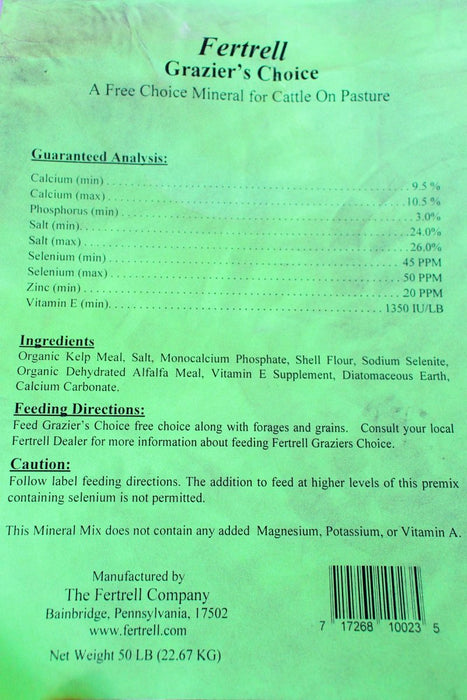 Fertrell
Grazier's Choice
A Free Choice Mineral for Cattle On Pasture
Guaranteed Analysis:
Calcium (min) 9.5 %
Calcium (max) 10.5 %
Phosphorus (min) 3.0%
Salt (min) 24.0%
Salt (max) 26.0%
Selenium (min) 45 PPM
Selenium (max) 50 PPM
Zinc (min) 20 PPM
Vitamin E (min) 1350 IU/LB
Ingredients
Organic Kelp Meal, Salt, Monocalcium Phosphate, Shell Flour, Sodium Selenite,
Organic Dehydrated Alfalfa Meal, Vitamin E Supplement, Diatomaceous Earth,
Calcium Carbonate.
Feeding Directions:
Feed Grazier's Choice free choice along with forages and grains. Consult your local
Fertrell Dealer for more information about feeding Fertrell Graziers Choice.
Caution:
Follow label feeding directions. The addition to feed at higher levels of this premix
containing selenium is not permitted.
This Mineral Mix does not contain any added Magnesium, Potassium, or Vitamin A.
Manufactured by
The Fertrell Company
Bainbridge, Pennsylvania, 17502
www.fertrell.com
Net Weight 50 LB (22.67 KG)
7 17268 10023 5